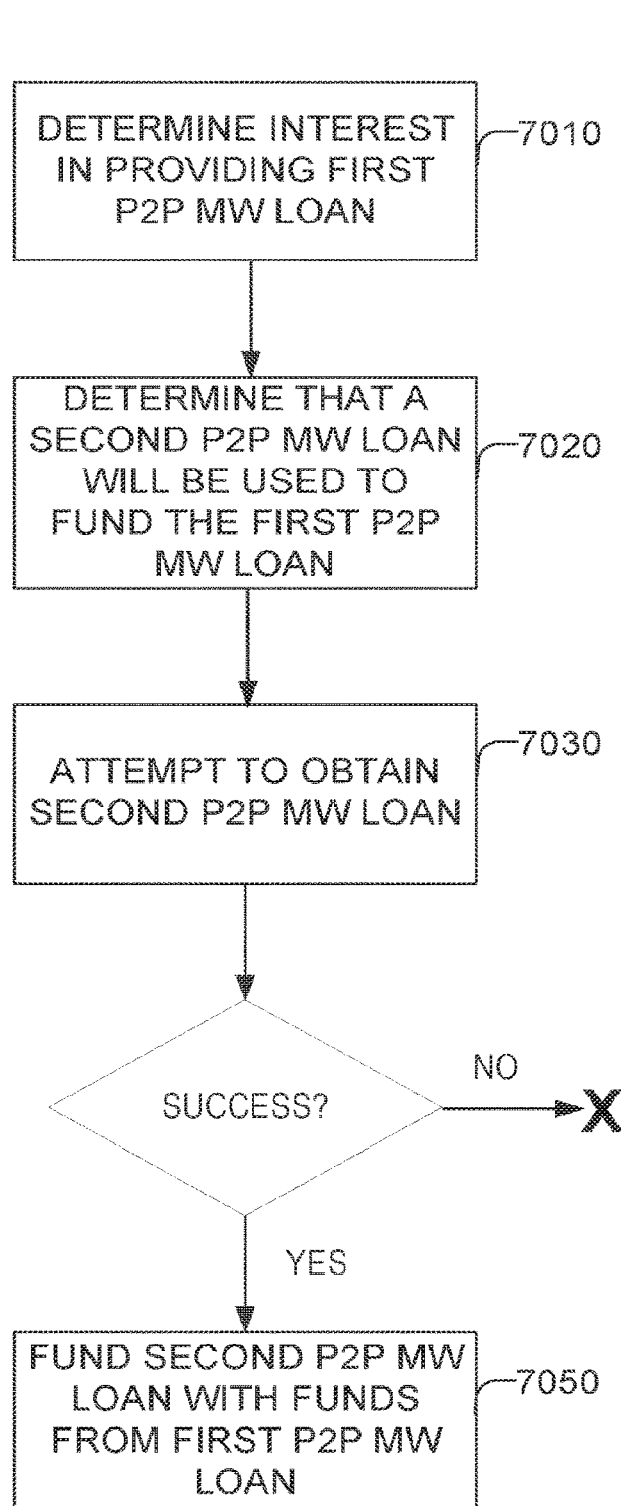 DETERMINE INTEREST
IN PROVIDING FIRST
P2P MW LOAN
7010
DETERMINE THAT A
SECOND P2P MW LOAN
WILL BE USED TO
FUND THE FIRST P2P
MW LOAN
7020
ATTEMPT TO OBTAIN
SECOND P2P MW LOAN
7030
SUCCESS?
NO
X
YES
FUND SECOND P2P MW
LOAN WITH FUNDS
FROM FIRST P2P MW
LOAN
7050